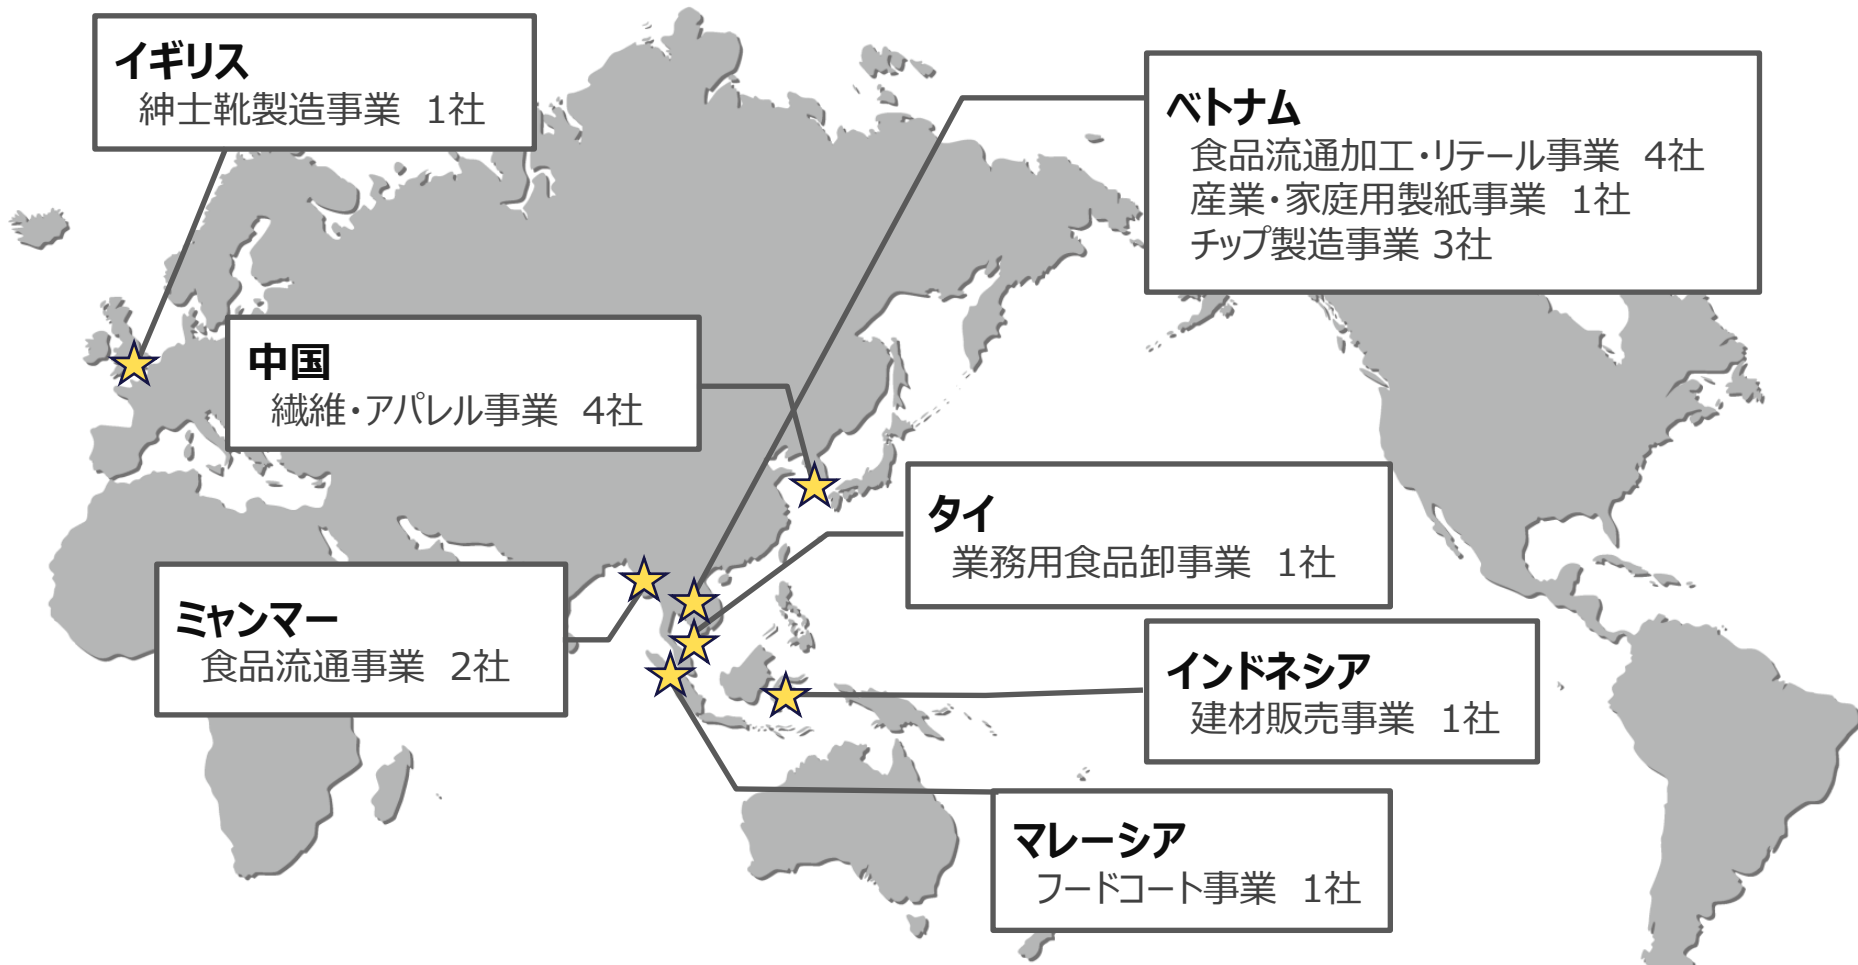 イギリス
紳士靴製造事業 1社
ベトナム
食品流通加工・リテール事業 4社
産業・家庭用製紙事業 1社
チップ製造事業 3社
中国
繊維・アパレル事業 4社
タイ
業務用食品卸事業 1社
ミャンマー
食品流通事業 2社
インドネシア
建材販売事業 1社
マレーシア
フードコート事業 1社